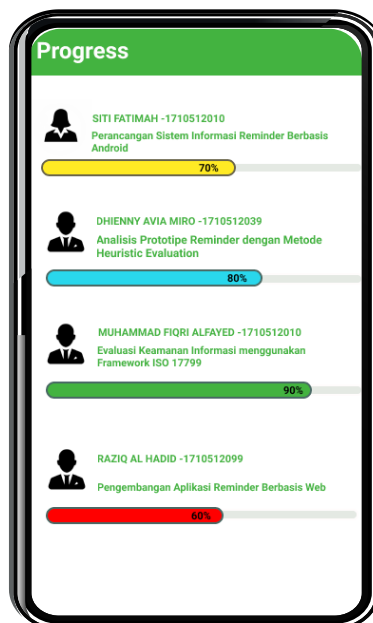 Progress
SITI FATIMAH -1710512010
Perancangan Sistem Informasi Reminder Berbasis
Android
70%
DHIENNY AVIA MIRO -1710512039
Analisis Prototipe Reminder dengan Metode
Heuristic Evaluation
80%
MUHAMMAD FIQRI ALFAYED -1710512010
Evaluasi Keamanan Informasi menggunakan
Framework ISO 17799
90%
RAZIQ AL HADID -1710512099
Pengembangan Aplikasi Reminder Berbasis Web
60%